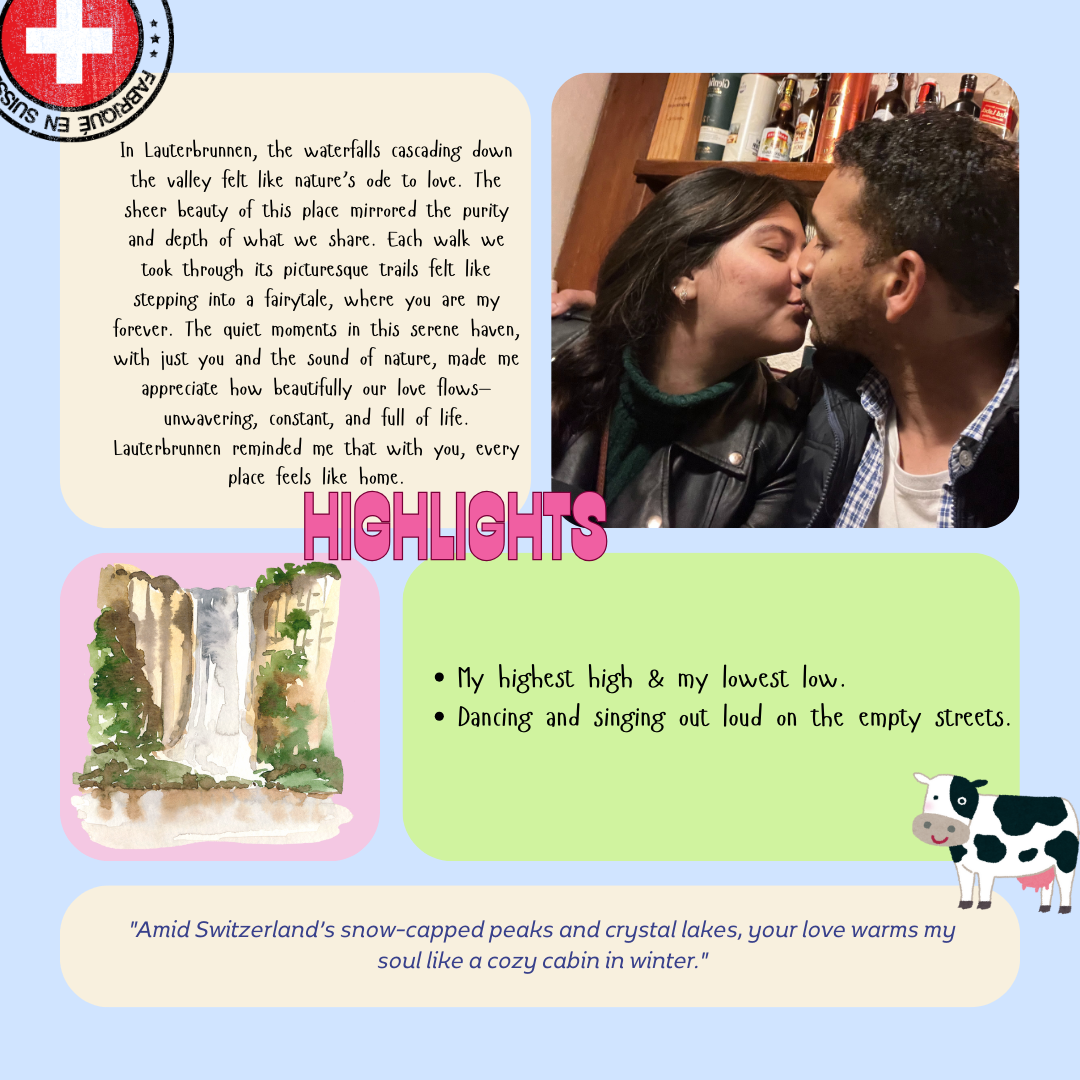 FABRIQUÉ EN SUISSE
In Lauterbrunnen, the waterfalls cascading down
the valley felt like nature's ode to love. The
sheer beauty of this place mirrored the purity
and depth of what we share. Each walk we
took through its picturesque trails felt like
stepping into a fairytale, where you are my
forever. The quiet moments in this serene haven,
with just you and the sound of nature, made me
appreciate how beautifully our love flows—
unwavering, constant, and full of life.
Lauterbrunnen reminded me that with you, every
place feels like home.
HIGHLIGHTS
• My highest high & my lowest low.
• Dancing and singing out loud on the empty streets.
"Amid Switzerland's snow-capped peaks and crystal lakes, your love warms my
soul like a cozy cabin in winter."